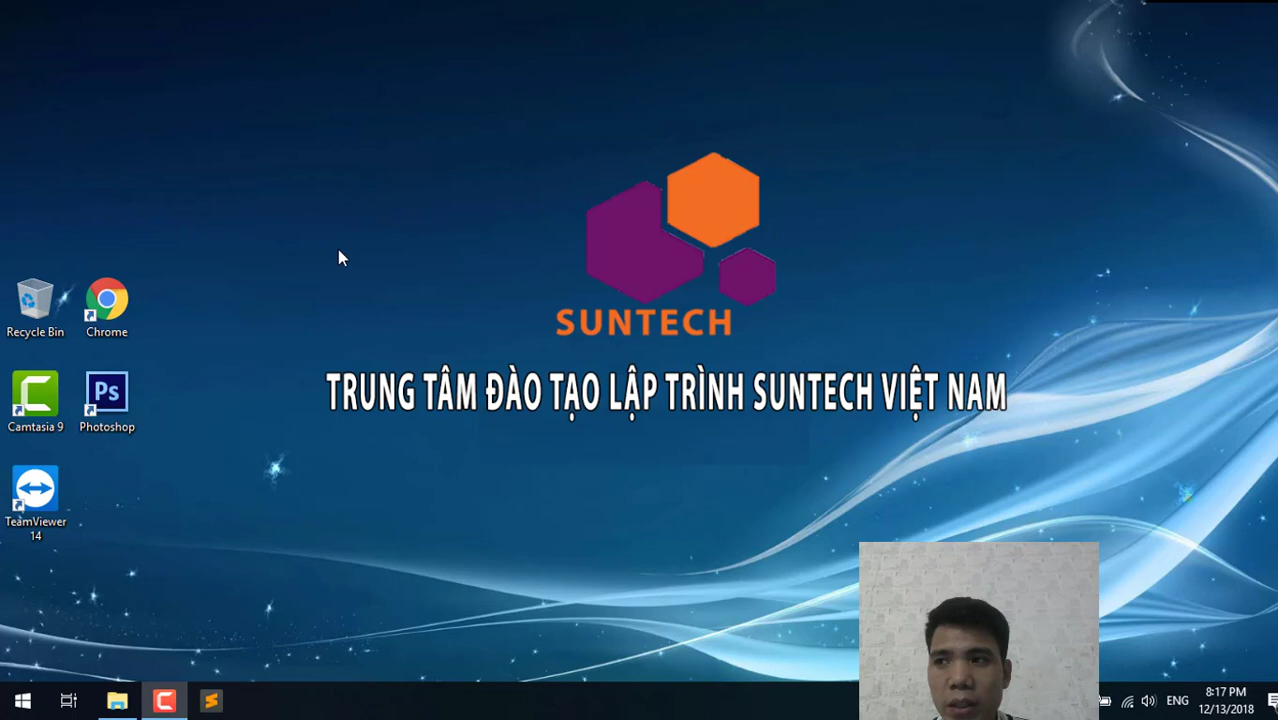 SUNTECH
TRUNG TÂM ĐÀO TẠO LẬP TRÌNH SUNTECH VIỆT NAM
Recycle Bin
Chrome
Ps
Camtasia 9
Photoshop
TeamViewer
14
ENG
8:17 PM
12/13/2018